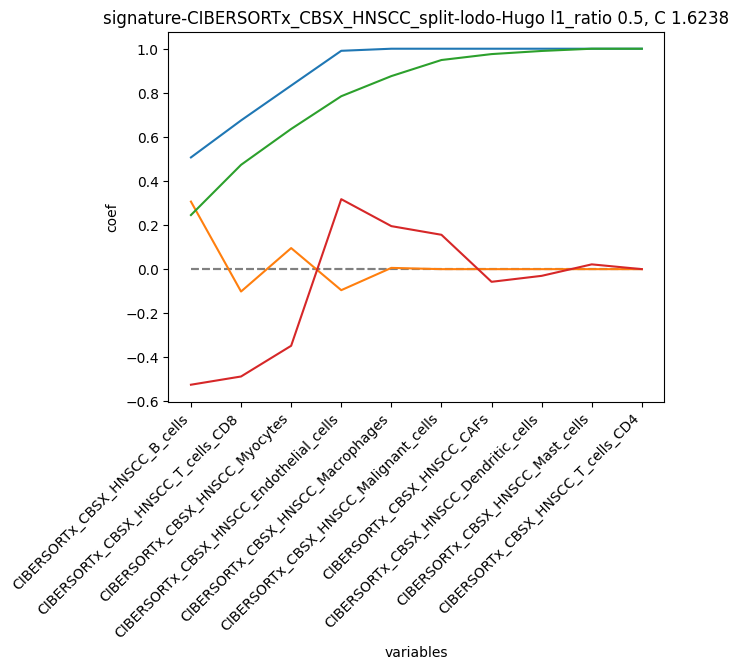 signature-CIBERSORTx_CBSX_HNSCC_split-lodo-Hugo l1_ratio 0.5, C 1.6238
1.0
0.8
0.6
0.4
0.2
0.0
−0.2
−0.4
−0.6
coef
CIBERSORTx_CBSX_HNSCC_B_cells
CIBERSORTx_CBSX_HNSCC_T_cells_CD8
CIBERSORTx_CBSX_HNSCC_Myocytes
CIBERSORTx_CBSX_HNSCC_Endothelial_cells
CIBERSORTx_CBSX_HNSCC_Macrophages
CIBERSORTx_CBSX_HNSCC_Malignant_cells
CIBERSORTx_CBSX_HNSCC_CAFs
CIBERSORTx_CBSX_HNSCC_Dendritic_cells
CIBERSORTx_CBSX_HNSCC_Mast_cells
CIBERSORTx_CBSX_HNSCC_T_cells_CD4
variables